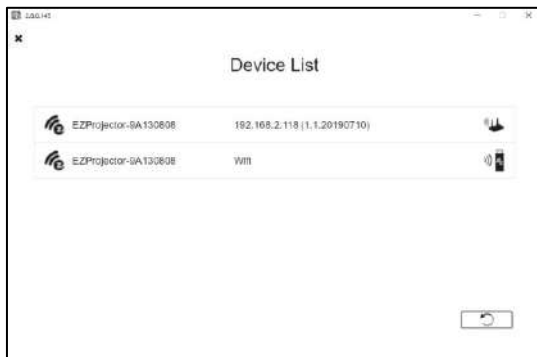 Device List
EZProjector-9A130808 192.168.2.118 (1.1.20190710)
EZProjector-9A130808 Wifi